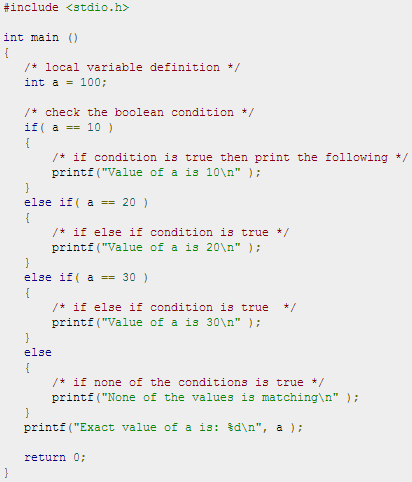 #include <stdio.h>

int main ()
{
   /* local variable definition */
   int a = 100;

   /* check the boolean condition */
   if( a == 10 )
   {
       /* if condition is true then print the following */
       printf("Value of a is 10\n" );
   }
   else if( a == 20 )
   {
       /* if else if condition is true */
       printf("Value of a is 20\n" );
   }
   else if( a == 30 )
   {
       /* if else if condition is true  */
       printf("Value of a is 30\n" );
   }
   else
   {
       /* if none of the conditions is true */
       printf("None of the values is matching\n" );
   }
   printf("Exact value of a is: %d\n", a );

   return 0;
}